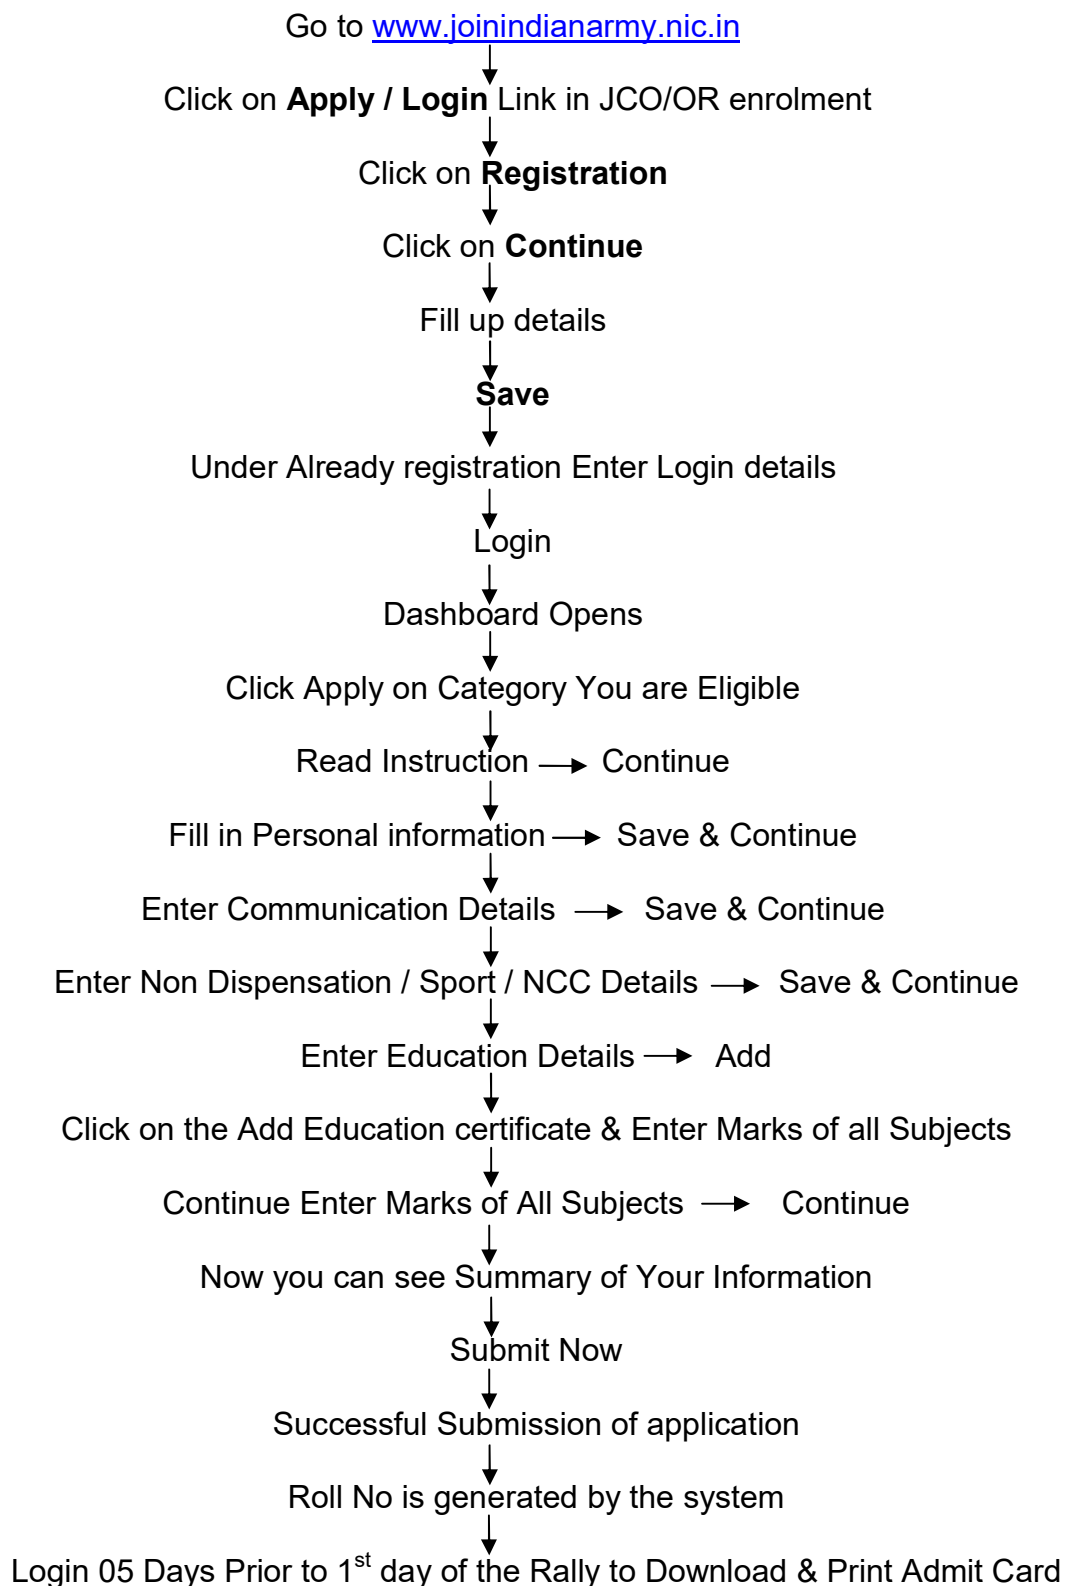 Go to www.joinindianarmy.nic.in
Click on Apply / Login Link in JCO/OR enrolment
Click on Registration
Click on Continue
Fill up details
Save
Under Already registration Enter Login details
Login
Dashboard Opens
Click Apply on Category You are Eligible
Read Instruction Continue
Fill in Personal information Save & Continue
Enter Communication Details Save & Continue
Enter Non Dispensation / Sport / NCC Details Save & Continue
Enter Education Details Add
Click on the Add Education certificate & Enter Marks of all Subjects
Continue Enter Marks of All Subjects Continue
Now you can see Summary of Your Information
Submit Now
Successful Submission of application
Roll No is generated by the system
Login 05 Days Prior to 1st day of the Rally to Download & Print Admit Card